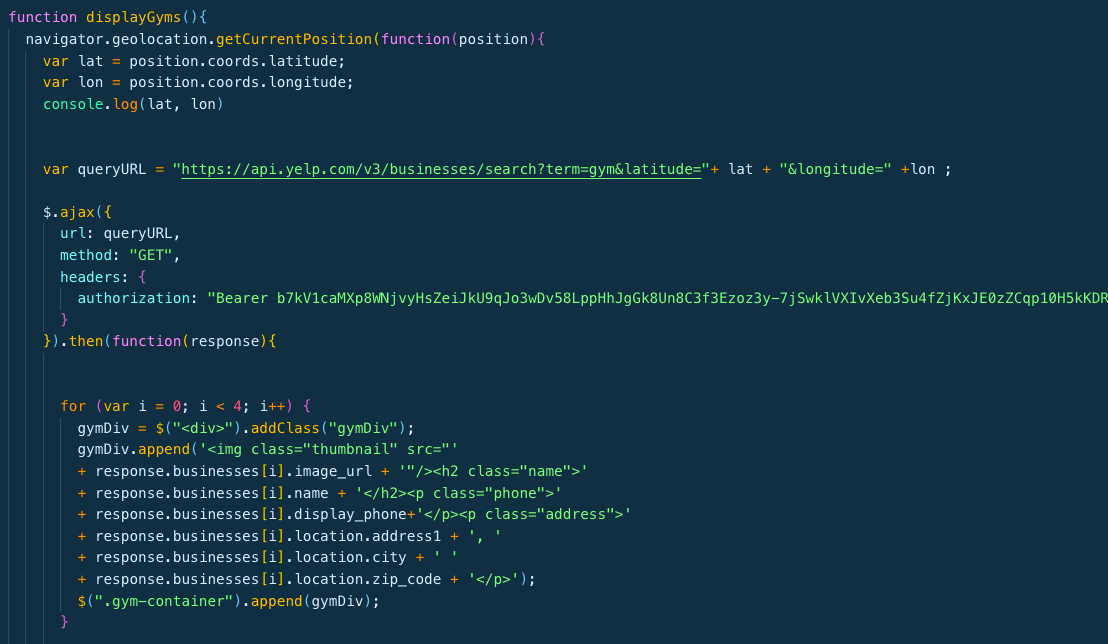 function displayGyms(){
navigator.geolocation.getCurrentPosition(function(position){
var lat = position.coords.latitude;
var lon = position.coords.longitude;
console.log(lat, lon)
var queryURL = "https://api.yelp.com/v3/businesses/search?term=gym&latitude="+ lat + "&longitude=" +lon ;
$.ajax({
url: queryURL,
method: "GET",
headers: {
authorization: "Bearer b7kV1caMXp8WNjvyHsZeiJkU9qJo3wDv58LppHhJgGk8Un8C3f3Ezoz3y-7jSwklVXIvXeb3Su4fZjKxJE0zZCqp10H5kKDR
}
}).then(function(response){
for (var i = 0; i < 4; i++) {
gymDiv = $("<div>").addClass("gymDiv");
gymDiv.append('<img class="thumbnail" src="'
+ response.businesses[i].image_url + '"/><h2 class="name">'
+ response.businesses[i].name + '</h2><p class="phone">'
+ response.businesses[i].display_phone+'</p><p class="address">'
+ response.businesses[i].location.address1 + ', '
+ response.businesses[i].location.city + ' '
+ response.businesses[i].location.zip_code + '</p>');
$(".gym-container").append(gymDiv);
}